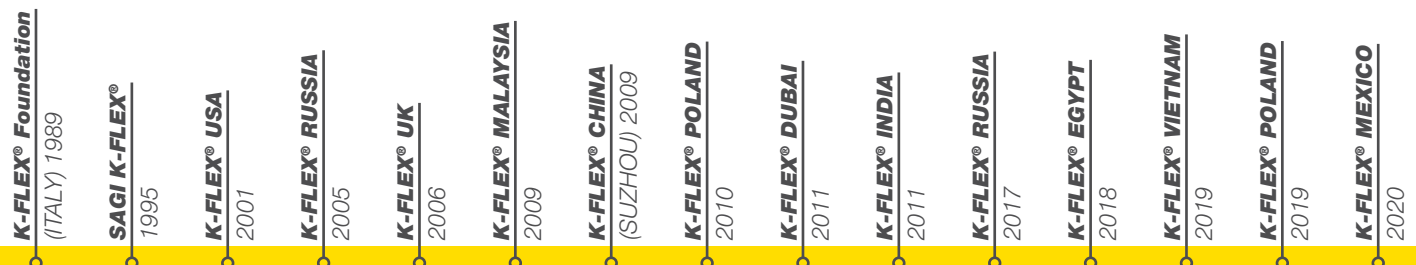 K-FLEX® Foundation
(ITALY) 1989
SAGI K-FLEX®
1995
K-FLEX® USA
2001
K-FLEX® RUSSIA
2005
K-FLEX® UK
2006
K-FLEX® MALAYSIA
2009
K-FLEX® CHINA
(SUZHOU) 2009
K-FLEX® POLAND
2010
K-FLEX® DUBAI
2011
K-FLEX® INDIA
2011
K-FLEX® RUSSIA
2017
K-FLEX® EGYPT
2018
K-FLEX® VIETNAM
2019
K-FLEX® POLAND
2019
K-FLEX® MEXICO
2020